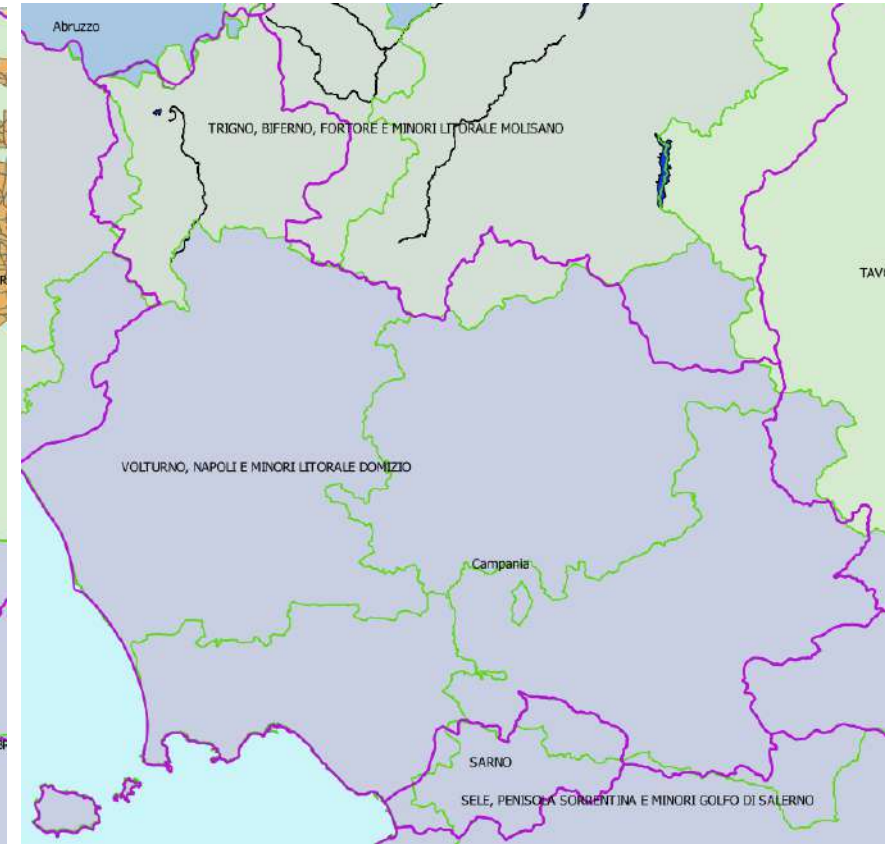 Abruzzo
TRIGNO, BIFERNO, FORTORE E MINORI LITORALE MOLISANO
TAVO
VOLTURNO, NAPOLI E MINORI LITORALE DOMIZIO
Campania
SARNO
SELE, PENISOLA SORRENTINA E MINORI GOLFO DI SALERNO